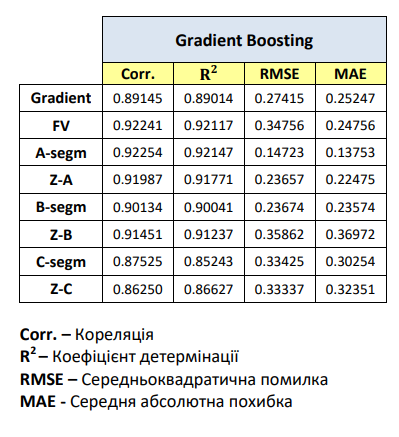 Gradient Boosting
Corr. R² RMSE MAE
Gradient 0.89145 0.89014 0.27415 0.25247
FV 0.92241 0.92117 0.34756 0.24756
A-segm 0.92254 0.92147 0.14723 0.13753
Z-A 0.91987 0.91771 0.23657 0.22475
B-segm 0.90134 0.90041 0.23674 0.23574
Z-B 0.91451 0.91237 0.35862 0.36972
C-segm 0.87525 0.85243 0.33425 0.30254
Z-C 0.86250 0.86627 0.33337 0.32351
Corr. – Кореляція
R² – Коефіцієнт детермінації
RMSE – Середньоквадратична помилка
MAE - Середня абсолютна похибка